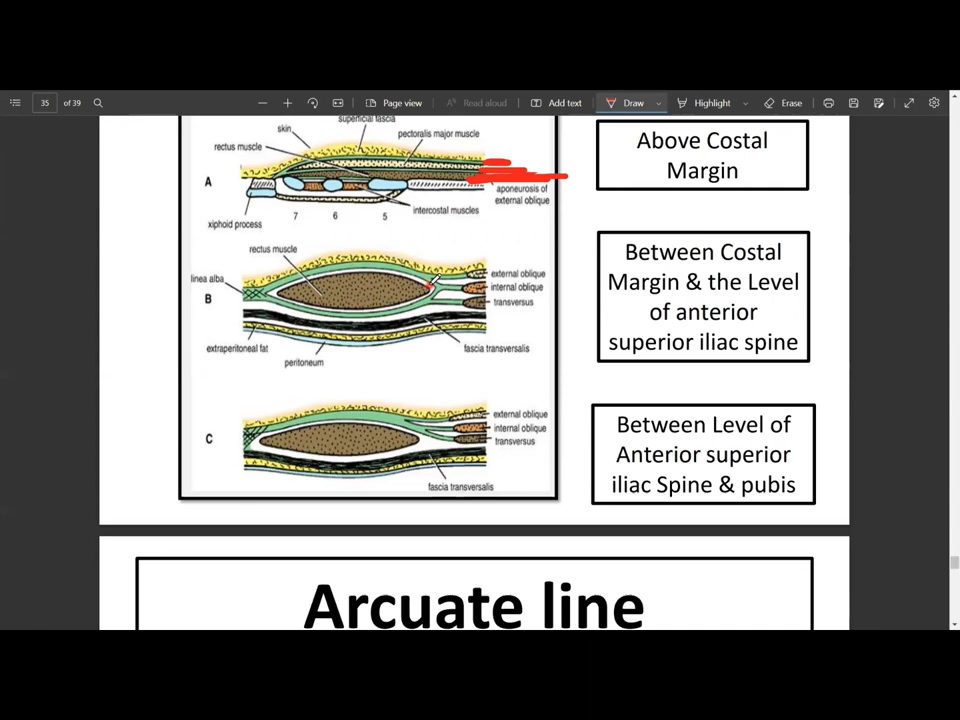 35 of 39 Page view Read aloud Add text Draw Highlight Erase
superficial fascia
skin
rectus muscle
pectoralis major muscle
A
aponeurosis of
external oblique
intercostal muscles
xiphoid process
7 6 5
Above Costal
Margin
rectus muscle
linea alba
B
external oblique
internal oblique
transversus
extraperitoneal fat
fascia transversalis
peritoneum
Between Costal
Margin & the Level
of anterior
superior iliac spine
C
external oblique
internal oblique
transversus
fascia transversalis
Between Level of
Anterior superior
iliac Spine & pubis
Arcuate line